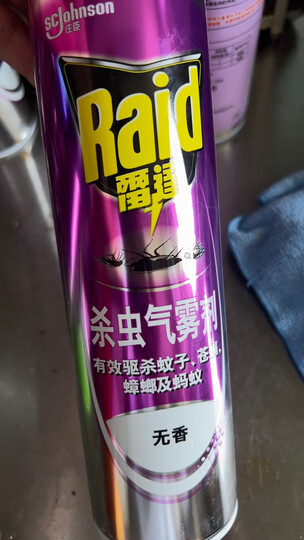 scjohnson
庄臣
Raid
雷达
杀虫气雾剂
有效驱杀蚊子、苍蝇、
蟑螂及蚂蚁
无香